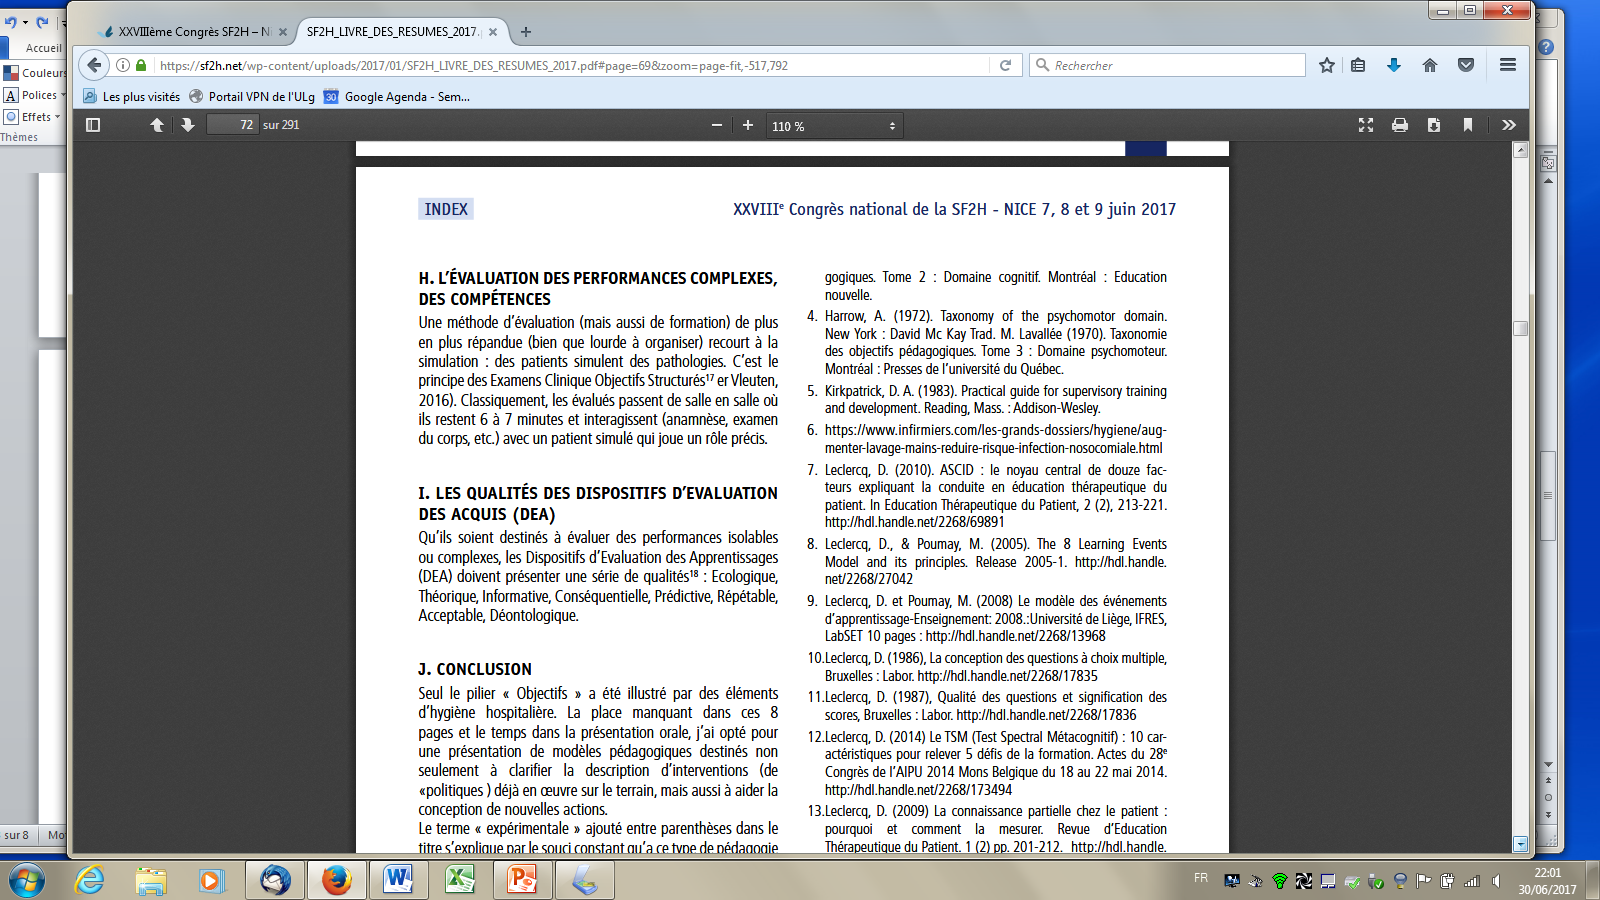 XXVIIIème Congrès SF2H – Ni
SF2H_LIVRE_DES_RESUMES_2017.
https://sf2h.net/wp-content/uploads/2017/01/SF2H_LIVRE_DES_RESUMES_2017.pdf#page=69&zoom=page-fit,-517,792
Rechercher
Les plus visités
Portail VPN de l'ULg
30
Google Agenda - Sem...
72
sur 291
110 %
Accueil
Couleurs
A
Polices
Effets
Thèmes
INDEX
XXVIIIe Congrès national de la SF2H - NICE 7, 8 et 9 juin 2017
H. L’ÉVALUATION DES PERFORMANCES COMPLEXES,
DES COMPÉTENCES
Une méthode d’évaluation (mais aussi de formation) de plus
en plus répandue (bien que lourde à organiser) recourt à la
simulation : des patients simulent des pathologies. C’est le
principe des Examens Clinique Objectifs Structurés¹⁷ er Vleuten,
2016). Classiquement, les évalués passent de salle en salle où
ils restent 6 à 7 minutes et interagissent (anamnèse, examen
du corps, etc.) avec un patient simulé qui joue un rôle précis.
I. LES QUALITÉS DES DISPOSITIFS D’EVALUATION
DES ACQUIS (DEA)
Qu’ils soient destinés à évaluer des performances isolables
ou complexes, les Dispositifs d’Evaluation des Apprentissages
(DEA) doivent présenter une série de qualités¹⁸ : Ecologique,
Théorique, Informative, Conséquentielle, Prédictive, Répétable,
Acceptable, Déontologique.
J. CONCLUSION
Seul le pilier « Objectifs » a été illustré par des éléments
d’hygiène hospitalière. La place manquant dans ces 8
pages et le temps dans la présentation orale, j’ai opté pour
une présentation de modèles pédagogiques destinés non
seulement à clarifier la description d’interventions (de
«politiques ) déjà en œuvre sur le terrain, mais aussi à aider la
conception de nouvelles actions.
Le terme « expérimentale » ajouté entre parenthèses dans le
titre s’explique par le souci constant qu’a ce type de pédagogie
gogiques. Tome 2 : Domaine cognitif. Montréal : Education
nouvelle.
4. Harrow, A. (1972). Taxonomy of the psychomotor domain.
New York : David Mc Kay Trad. M. Lavallée (1970). Taxonomie
des objectifs pédagogiques. Tome 3 : Domaine psychomoteur.
Montréal : Presses de l’université du Québec.
5. Kirkpatrick, D. A. (1983). Practical guide for supervisory training
and development. Reading, Mass. : Addison-Wesley.
6. https://www.infirmiers.com/les-grands-dossiers/hygiene/aug-
menter-lavage-mains-reduire-risque-infection-nosocomiale.html
7. Leclercq, D. (2010). ASCID : le noyau central de douze fac-
teurs expliquant la conduite en éducation thérapeutique du
patient. In Education Thérapeutique du Patient, 2 (2), 213-221.
http://hdl.handle.net/2268/69891
8. Leclercq, D., & Poumay, M. (2005). The 8 Learning Events
Model and its principles. Release 2005-1. http://hdl.handle.
net/2268/27042
9. Leclercq, D. et Poumay, M. (2008) Le modèle des événements
d’apprentissage-Enseignement: 2008.:Université de Liège, IFRES,
LabSET 10 pages : http://hdl.handle.net/2268/13968
10.Leclercq, D. (1986), La conception des questions à choix multiple,
Bruxelles : Labor. http://hdl.handle.net/2268/17835
11.Leclercq, D. (1987), Qualité des questions et signification des
scores, Bruxelles : Labor. http://hdl.handle.net/2268/17836
12.Leclercq, D. (2014) Le TSM (Test Spectral Métacognitif) : 10 car-
actéristiques pour relever 5 défis de la formation. Actes du 28e
Congrès de l’AIPU 2014 Mons Belgique du 18 au 22 mai 2014.
http://hdl.handle.net/2268/173494
13.Leclercq, D. (2009) La connaissance partielle chez le patient :
pourquoi et comment la mesurer. Revue d’Education
Thérapeutique du Patient. 1 (2) pp. 201-212. http://hdl.handle.
sur 8
Mo
FR
22:01
30/06/2017